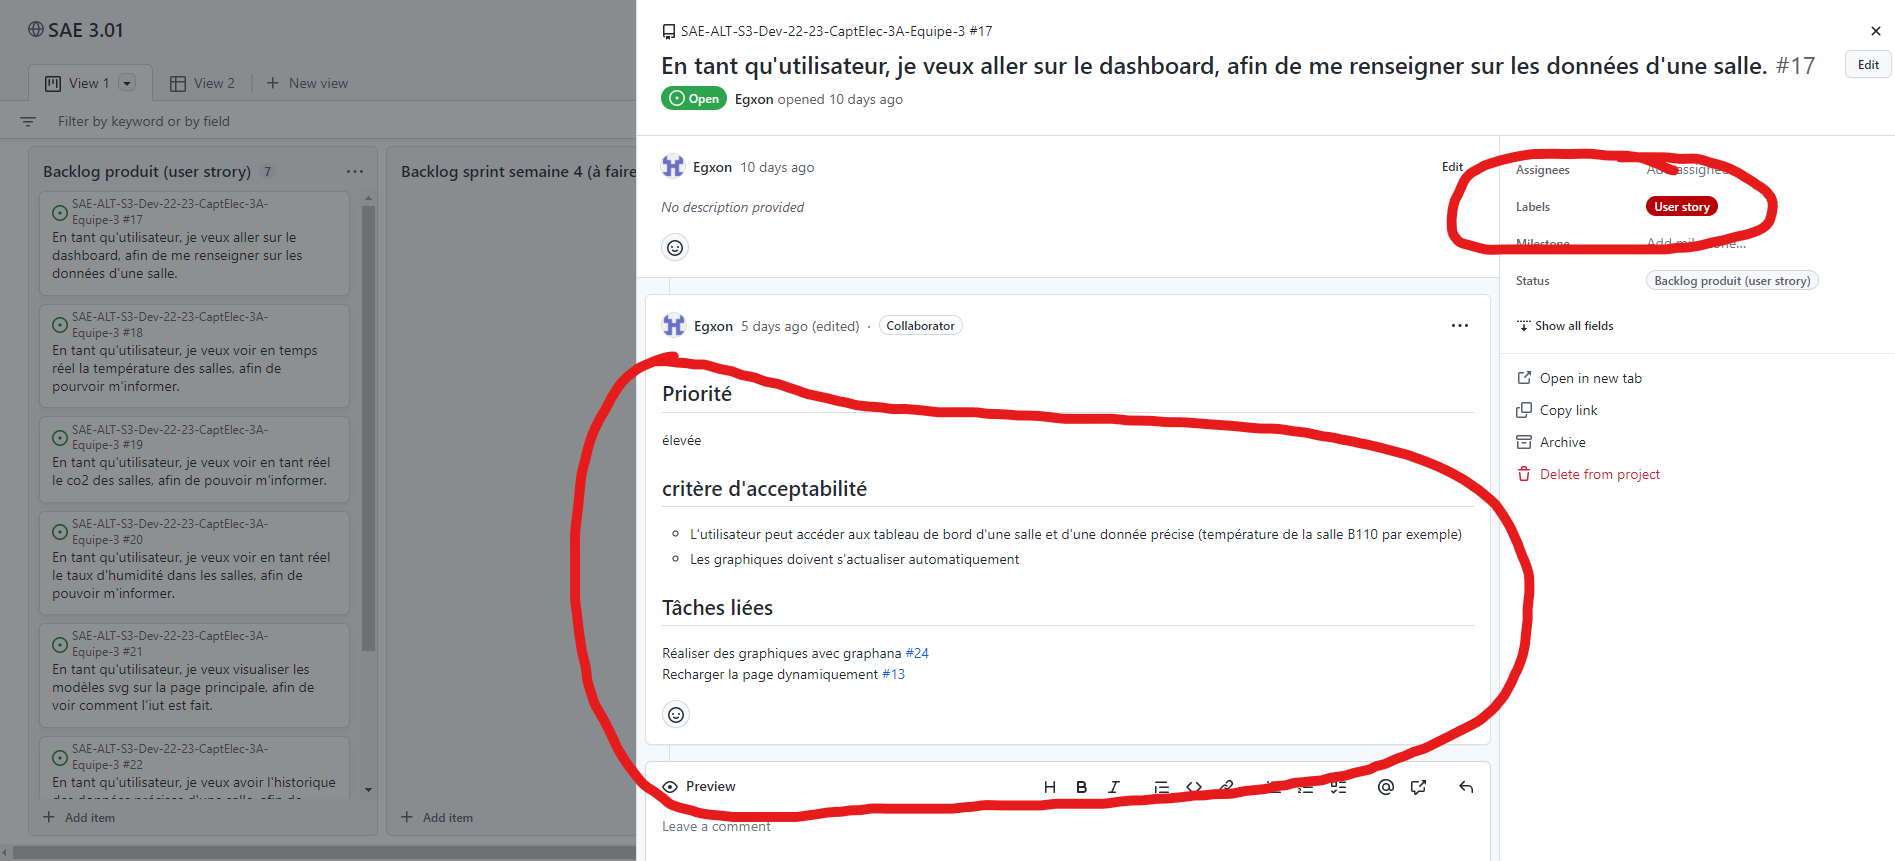 SAE 3.01
View 1
View 2
New view
Filter by keyword or by field
Backlog produit (user strory) 7
SAE-ALT-S3-Dev-22-23-CaptElec-3A-
Equipe-3 #17
En tant qu'utilisateur, je veux aller sur le
dashboard, afin de me renseigner sur les
données d'une salle.
SAE-ALT-S3-Dev-22-23-CaptElec-3A-
Equipe-3 #18
En tant qu'utilisateur, je veux voir en temps
réel la température des salles, afin de
pourvoir m'informer.
SAE-ALT-S3-Dev-22-23-CaptElec-3A-
Equipe-3 #19
En tant qu'utilisateur, je veux voir en tant réel
le co2 des salles, afin de pouvoir m'informer.
SAE-ALT-S3-Dev-22-23-CaptElec-3A-
Equipe-3 #20
En tant qu'utilisateur, je veux voir en tant réel
le taux d'humidité dans les salles, afin de
pouvoir m'informer.
SAE-ALT-S3-Dev-22-23-CaptElec-3A-
Equipe-3 #21
En tant qu'utilisateur, je veux visualiser les
modèles svg sur la page principale, afin de
voir comment l'iut est fait.
SAE-ALT-S3-Dev-22-23-CaptElec-3A-
Equipe-3 #22
En tant qu'utilisateur, je veux avoir l'historique
des données précises d'une salle, afin de
Add item
Backlog sprint semaine 4 (à faire
Add item
SAE-ALT-S3-Dev-22-23-CaptElec-3A-Equipe-3 #17
En tant qu'utilisateur, je veux aller sur le dashboard, afin de me renseigner sur les données d'une salle. #17
Edit
Open
Egxon opened 10 days ago
Egxon 10 days ago
Edit
No description provided
Egxon 5 days ago (edited) · Collaborator
Priorité
élevée
critère d'acceptabilité
L'utilisateur peut accéder aux tableau de bord d'une salle et d'une donnée précise (température de la salle B110 par exemple)
Les graphiques doivent s'actualiser automatiquement
Tâches liées
Réaliser des graphiques avec graphana #24
Recharger la page dynamiquement #13
Preview
Leave a comment
Assignees
Labels User story
Milestone
Status Backlog produit (user strory)
Show all fields
Open in new tab
Copy link
Archive
Delete from project